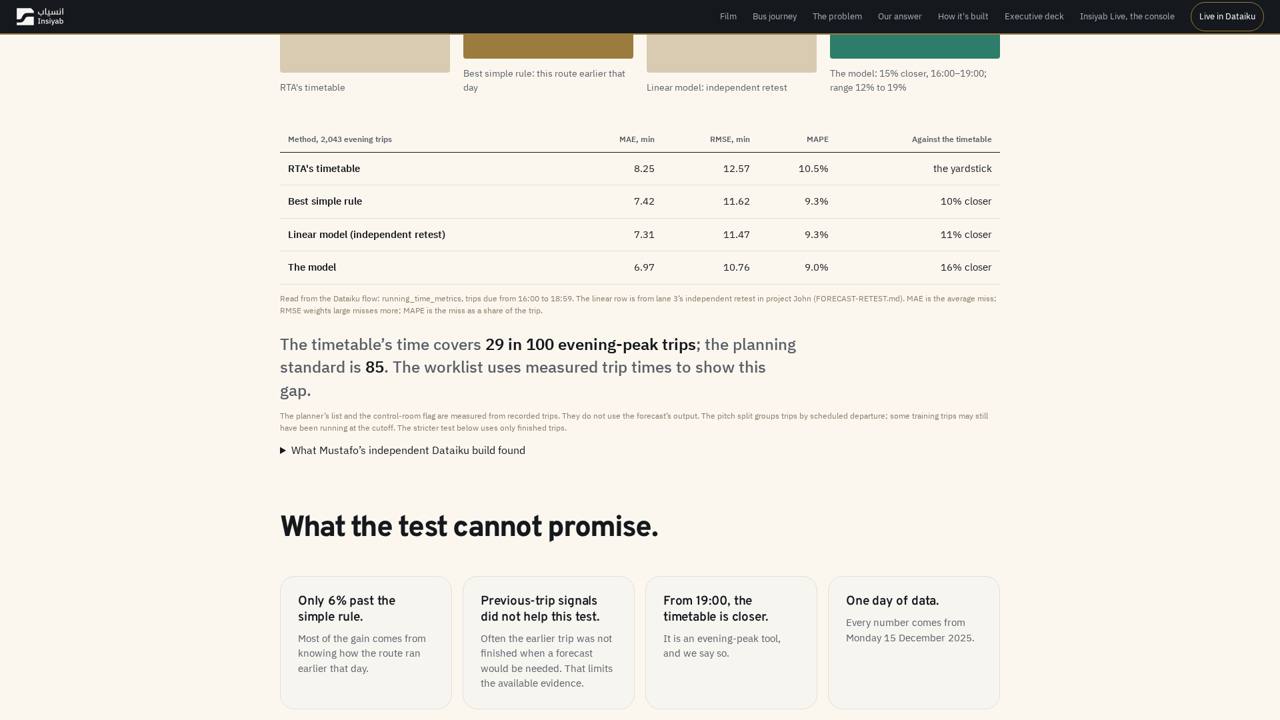 انسياب
Insiyab
Film
Bus journey
The problem
Our answer
How it's built
Executive deck
Insiyab Live, the console
Live in Dataiku
RTA's timetable
Best simple rule: this route earlier that
day
Linear model: independent retest
The model: 15% closer, 16:00–19:00;
range 12% to 19%
Method, 2,043 evening trips MAE, min RMSE, min MAPE Against the timetable
RTA's timetable 8.25 12.57 10.5% the yardstick
Best simple rule 7.42 11.62 9.3% 10% closer
Linear model (independent retest) 7.31 11.47 9.3% 11% closer
The model 6.97 10.76 9.0% 16% closer
Read from the Dataiku flow: running_time_metrics, trips due from 16:00 to 18:59. The linear row is from lane 3's independent retest in project John (FORECAST-RETEST.md). MAE is the average miss;
RMSE weights large misses more; MAPE is the miss as a share of the trip.
The timetable's time covers 29 in 100 evening-peak trips; the planning
standard is 85. The worklist uses measured trip times to show this
gap.
The planner's list and the control-room flag are measured from recorded trips. They do not use the forecast's output. The pitch split groups trips by scheduled departure; some training trips may still
have been running at the cutoff. The stricter test below uses only finished trips.
What Mustafo's independent Dataiku build found
What the test cannot promise.
Only 6% past the
simple rule.
Most of the gain comes from
knowing how the route ran
earlier that day.
Previous-trip signals
did not help this test.
Often the earlier trip was not
finished when a forecast
would be needed. That limits
the available evidence.
From 19:00, the
timetable is closer.
It is an evening-peak tool,
and we say so.
One day of data.
Every number comes from
Monday 15 December 2025.